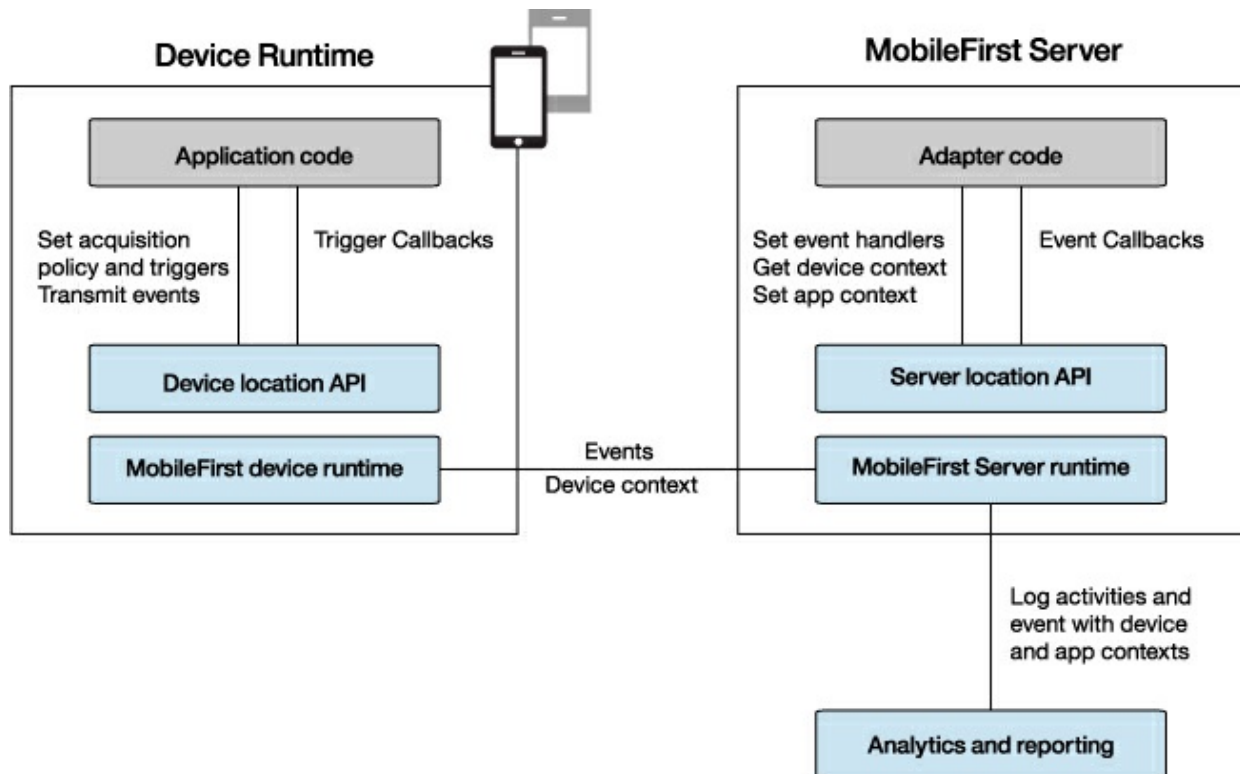 Device Runtime
MobileFirst Server
Application code
Adapter code
Set acquisition
policy and triggers
Transmit events
Trigger Callbacks
Set event handlers
Get device context
Set app context
Event Callbacks
Device location API
Server location API
MobileFirst device runtime
Events
Device context
MobileFirst Server runtime
Log activities and
event with device
and app contexts
Analytics and reporting